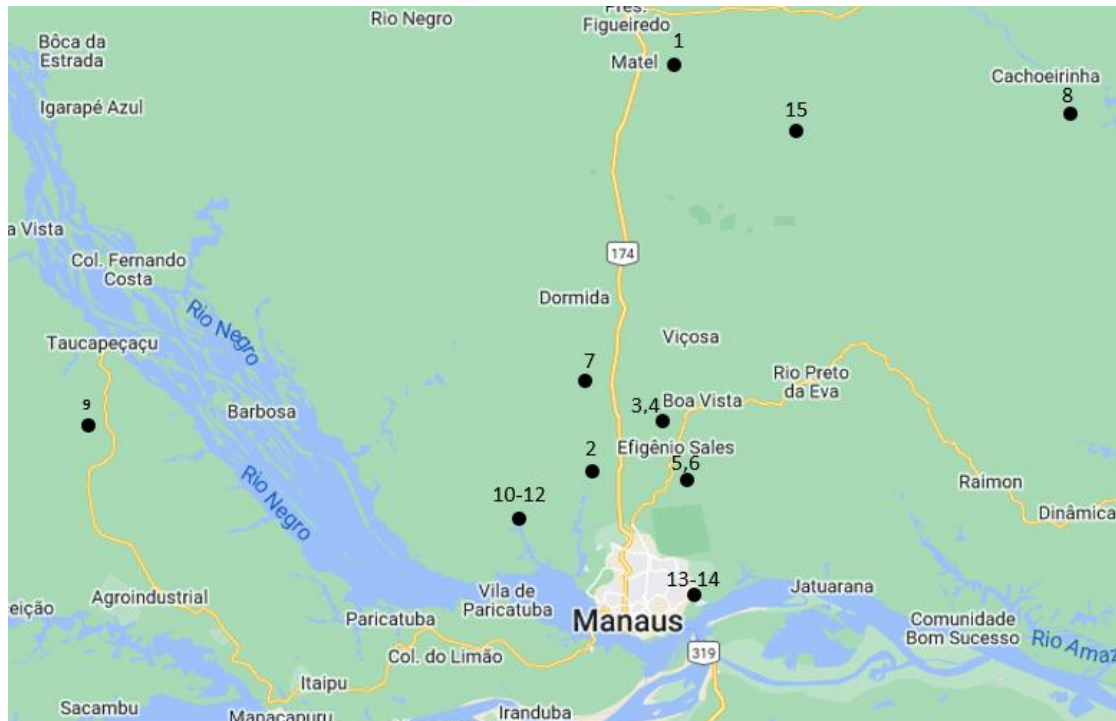 Pres.
Figueiredo
Rio Negro
1
Bôca da
Estrada
Matel
Cachoeirinha
8
Igarapé Azul
15
a Vista
174
Col. Fernando
Costa
Dormida
Rio Negro
Viçosa
Taucapeçaçu
7
Rio Preto
da Eva
9
Barbosa
3,4
Boa Vista
2
Efigênio Sales
5,6
Rio Negro
10-12
Raimon
Dinâmica
13-14
Agroindustrial
Vila de
Paricatuba
Jatuarana
eição
Paricatuba
Manaus
Comunidade
Bom Sucesso
Rio Amaz
319
Col. do Limão
Itaipu
Sacambu
Manacapuru
Iranduba